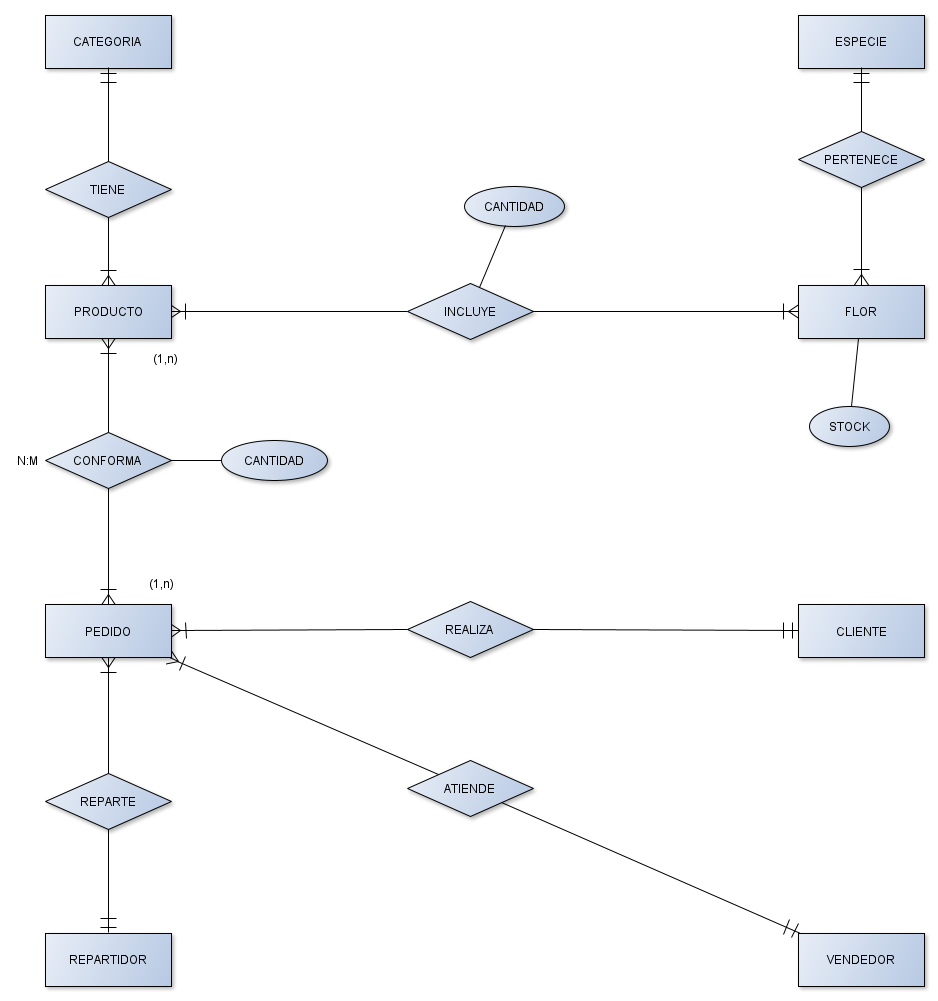 CATEGORIA
ESPECIE
PERTENECE
TIENE
CANTIDAD
PRODUCTO
INCLUYE
FLOR
(1,n)
STOCK
N:M
CONFORMA
CANTIDAD
(1,n)
PEDIDO
REALIZA
CLIENTE
ATIENDE
REPARTE
REPARTIDOR
VENDEDOR